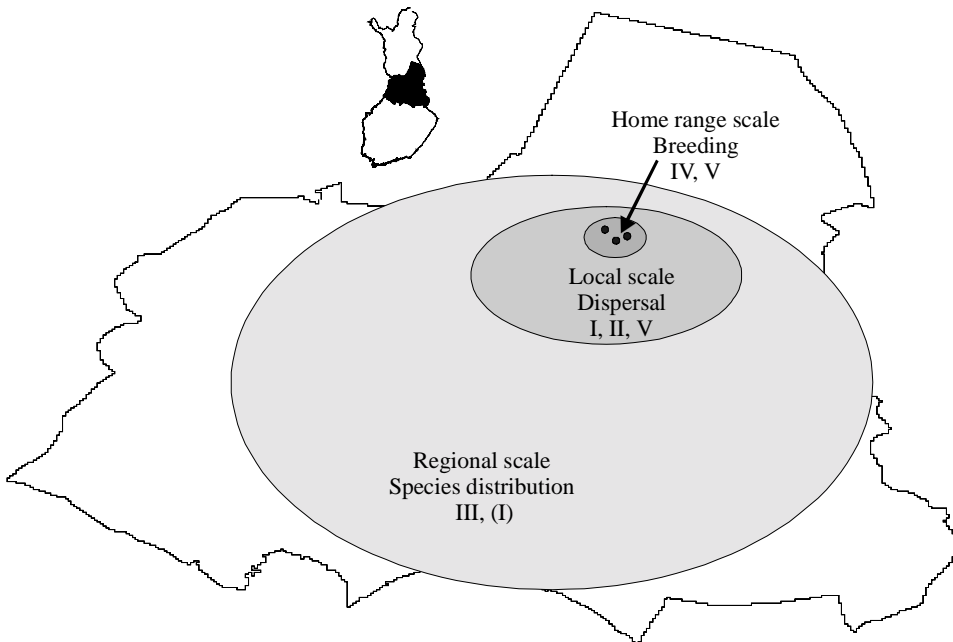 Home range scale
Breeding
IV, V
Local scale
Dispersal
I, II, V
Regional scale
Species distribution
III, (I)